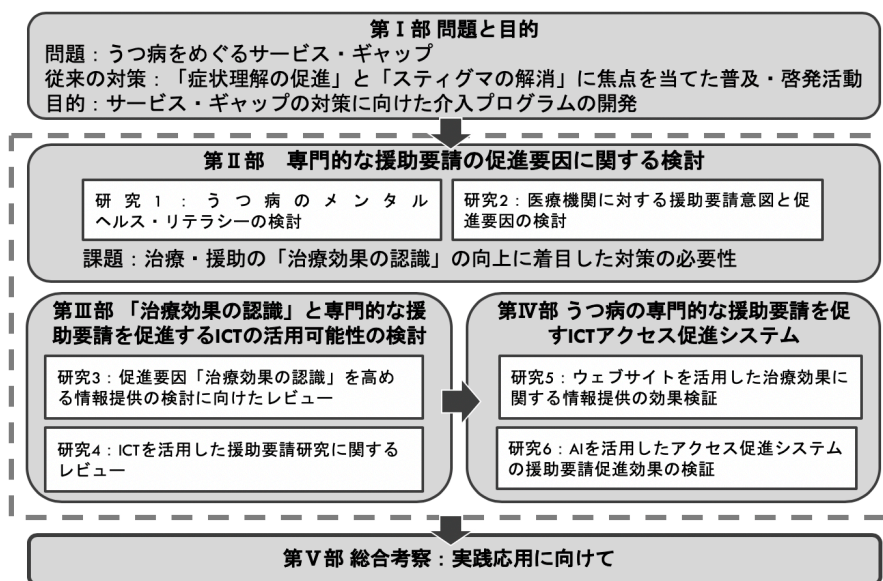 第Ⅰ部 問題と目的
問題：うつ病をめぐるサービス・ギャップ
従来の対策：「症状理解の促進」と「スティグマの解消」に焦点を当てた普及・啓発活動
目的：サービス・ギャップの対策に向けた介入プログラムの開発
第Ⅱ部　専門的な援助要請の促進要因に関する検討
研究1：うつ病のメンタル
ヘルス・リテラシーの検討
研究2：医療機関に対する援助要請意図と促
進要因の検討
課題：治療・援助の「治療効果の認識」の向上に着目した対策の必要性
第Ⅲ部 「治療効果の認識」と専門的な援
助要請を促進するICTの活用可能性の検討
研究3：促進要因「治療効果の認識」を高め
る情報提供の検討に向けたレビュー
研究4：ICTを活用した援助要請研究に関する
レビュー
第Ⅳ部 うつ病の専門的な援助要請を促
すICTアクセス促進システム
研究5：ウェブサイトを活用した治療効果に
関する情報提供の効果検証
研究6：AIを活用したアクセス促進システム
の援助要請促進効果の検証
第Ⅴ部 総合考察：実践応用に向けて